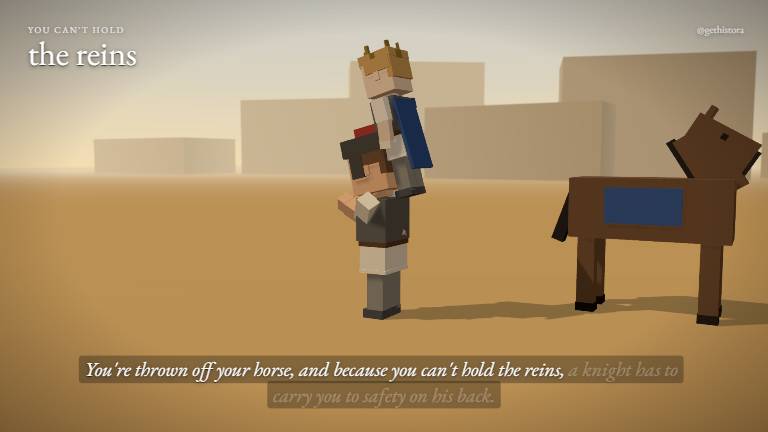 YOU CAN'T HOLD
the reins
@gethistora
You're thrown off your horse, and because you can't hold the reins, a knight has to
carry you to safety on his back.